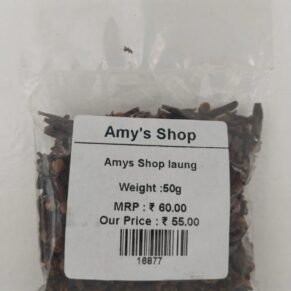 Amy's Shop
Amys Shop laung
Weight :50g
MRP : ₹ 60.00
Our Price : ₹ 55.00
16877